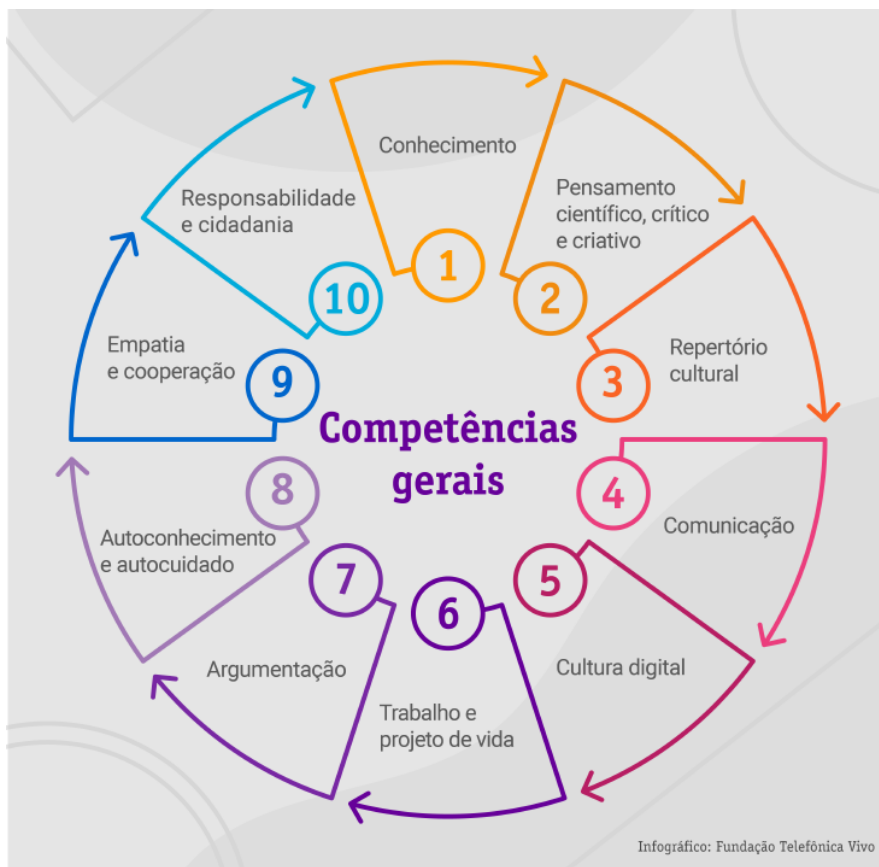 Competências
gerais
1
Conhecimento
2
Pensamento
científico, crítico
e criativo
3
Repertório
cultural
4
Comunicação
5
Cultura digital
6
Trabalho e
projeto de vida
7
Argumentação
8
Autoconhecimento
e autocuidado
9
Empatia
e cooperação
10
Responsabilidade
e cidadania
Infográfico: Fundação Telefônica Vivo